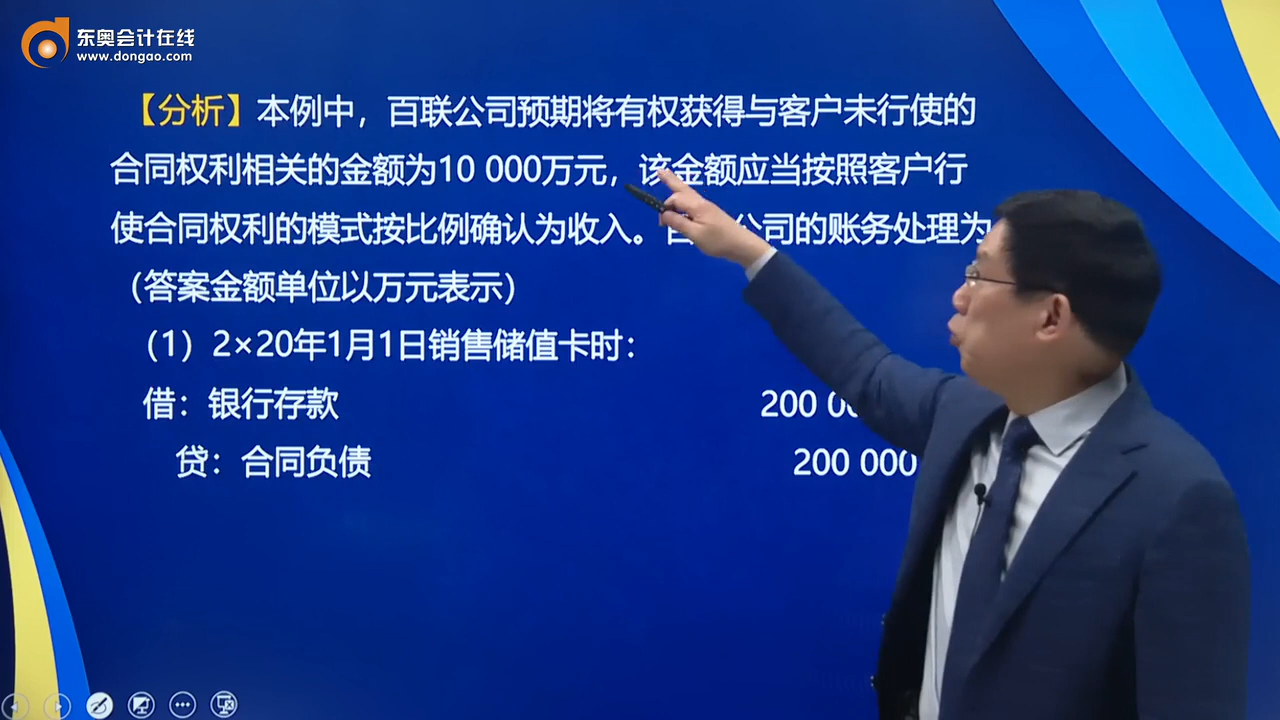 东奥会计在线
www.dongao.com
【分析】本例中，百联公司预期将有权获得与客户未行使的
合同权利相关的金额为10 000万元，该金额应当按照客户行
使合同权利的模式按比例确认为收入。百 公司的账务处理为
（答案金额单位以万元表示）
（1）2×20年1月1日销售储值卡时：
借：银行存款 200 00
贷：合同负债 200 000